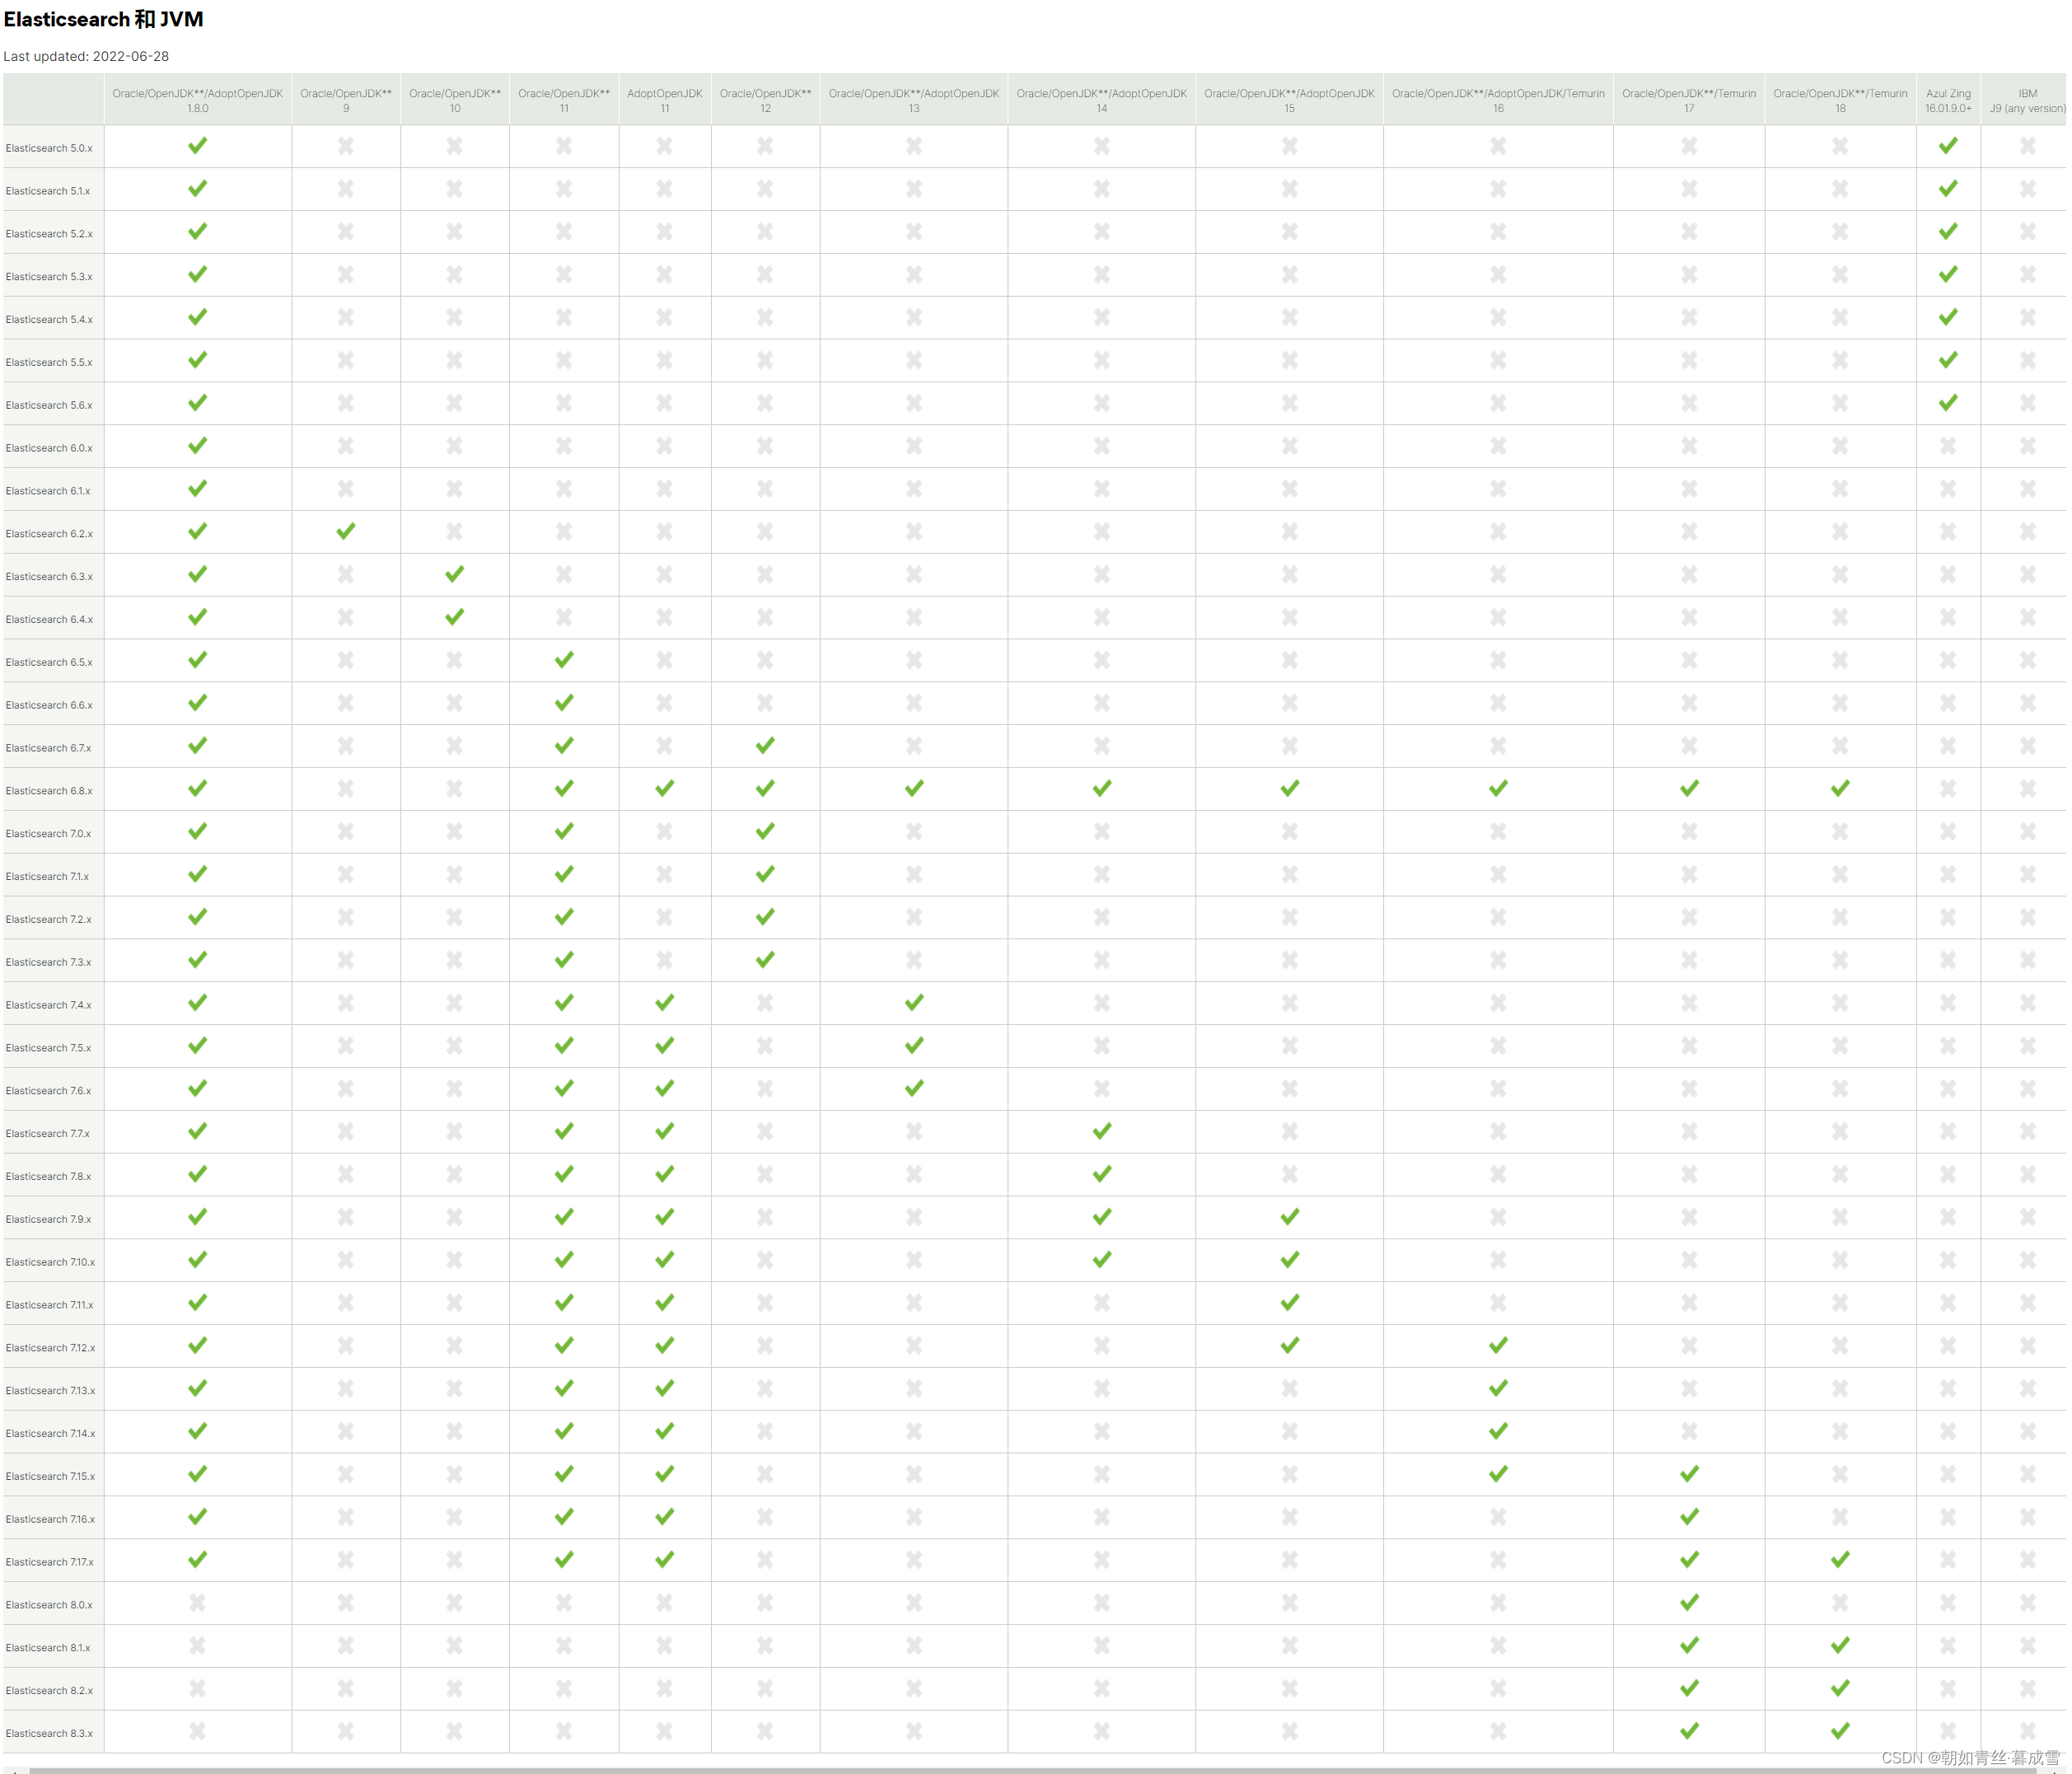 Elasticsearch 和 JVM
Last updated: 2022-06-28
Oracle/OpenJDK**/AdoptOpenJDK 1.8.0
Oracle/OpenJDK** 9
Oracle/OpenJDK** 10
Oracle/OpenJDK** 11
AdoptOpenJDK 11
Oracle/OpenJDK** 12
Oracle/OpenJDK**/AdoptOpenJDK 13
Oracle/OpenJDK**/AdoptOpenJDK 14
Oracle/OpenJDK**/AdoptOpenJDK 15
Oracle/OpenJDK**/AdoptOpenJDK/Temurin 16
Oracle/OpenJDK**/Temurin 17
Oracle/OpenJDK**/Temurin 18
Azul Zing 16.01.9.0+
IBM J9 (any version)
Elasticsearch 5.0.x
Elasticsearch 5.1.x
Elasticsearch 5.2.x
Elasticsearch 5.3.x
Elasticsearch 5.4.x
Elasticsearch 5.5.x
Elasticsearch 5.6.x
Elasticsearch 6.0.x
Elasticsearch 6.1.x
Elasticsearch 6.2.x
Elasticsearch 6.3.x
Elasticsearch 6.4.x
Elasticsearch 6.5.x
Elasticsearch 6.6.x
Elasticsearch 6.7.x
Elasticsearch 6.8.x
Elasticsearch 7.0.x
Elasticsearch 7.1.x
Elasticsearch 7.2.x
Elasticsearch 7.3.x
Elasticsearch 7.4.x
Elasticsearch 7.5.x
Elasticsearch 7.6.x
Elasticsearch 7.7.x
Elasticsearch 7.8.x
Elasticsearch 7.9.x
Elasticsearch 7.10.x
Elasticsearch 7.11.x
Elasticsearch 7.12.x
Elasticsearch 7.13.x
Elasticsearch 7.14.x
Elasticsearch 7.15.x
Elasticsearch 7.16.x
Elasticsearch 7.17.x
Elasticsearch 8.0.x
Elasticsearch 8.1.x
Elasticsearch 8.2.x
Elasticsearch 8.3.x
CSDN @朝如青丝·暮成雪